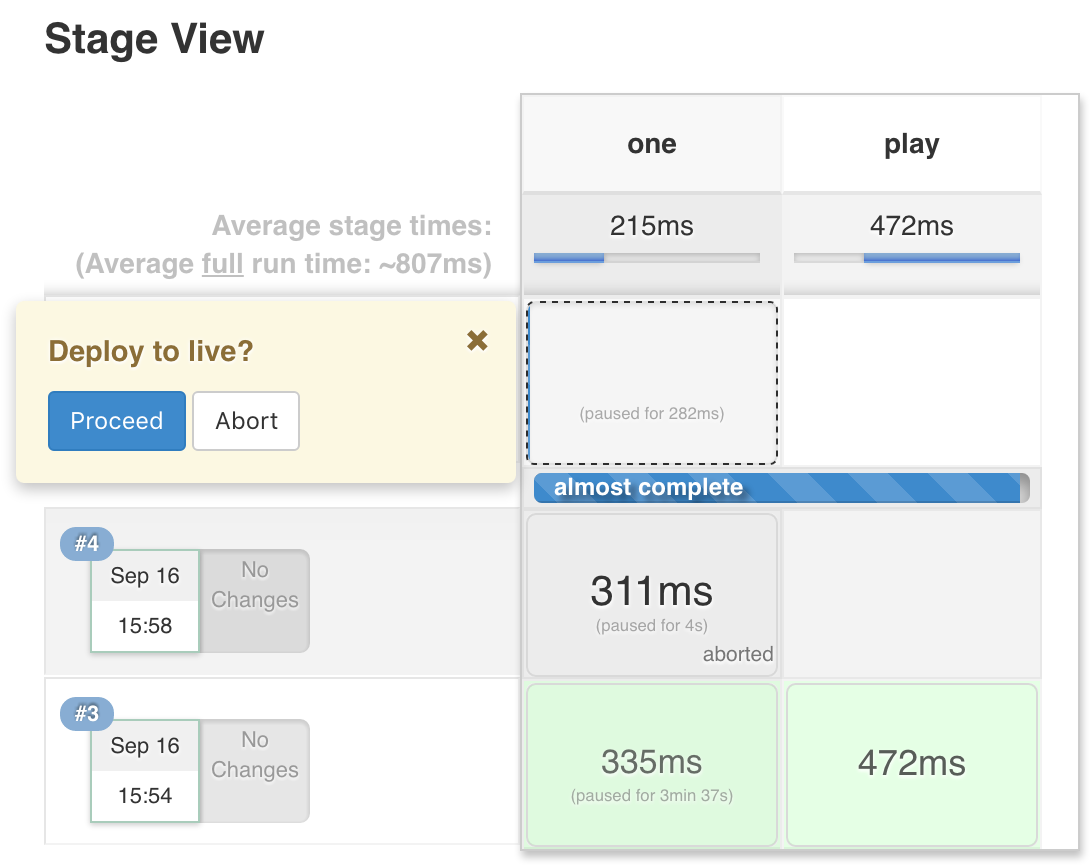 Stage View
one
play
Average stage times:
215ms
472ms
(Average full run time: ~807ms)
Deploy to live?
✖
Proceed
Abort
(paused for 282ms)
almost complete
#4
Sep 16
No
Changes
15:58
311ms
(paused for 4s)
aborted
#3
Sep 16
No
Changes
15:54
335ms
(paused for 3min 37s)
472ms